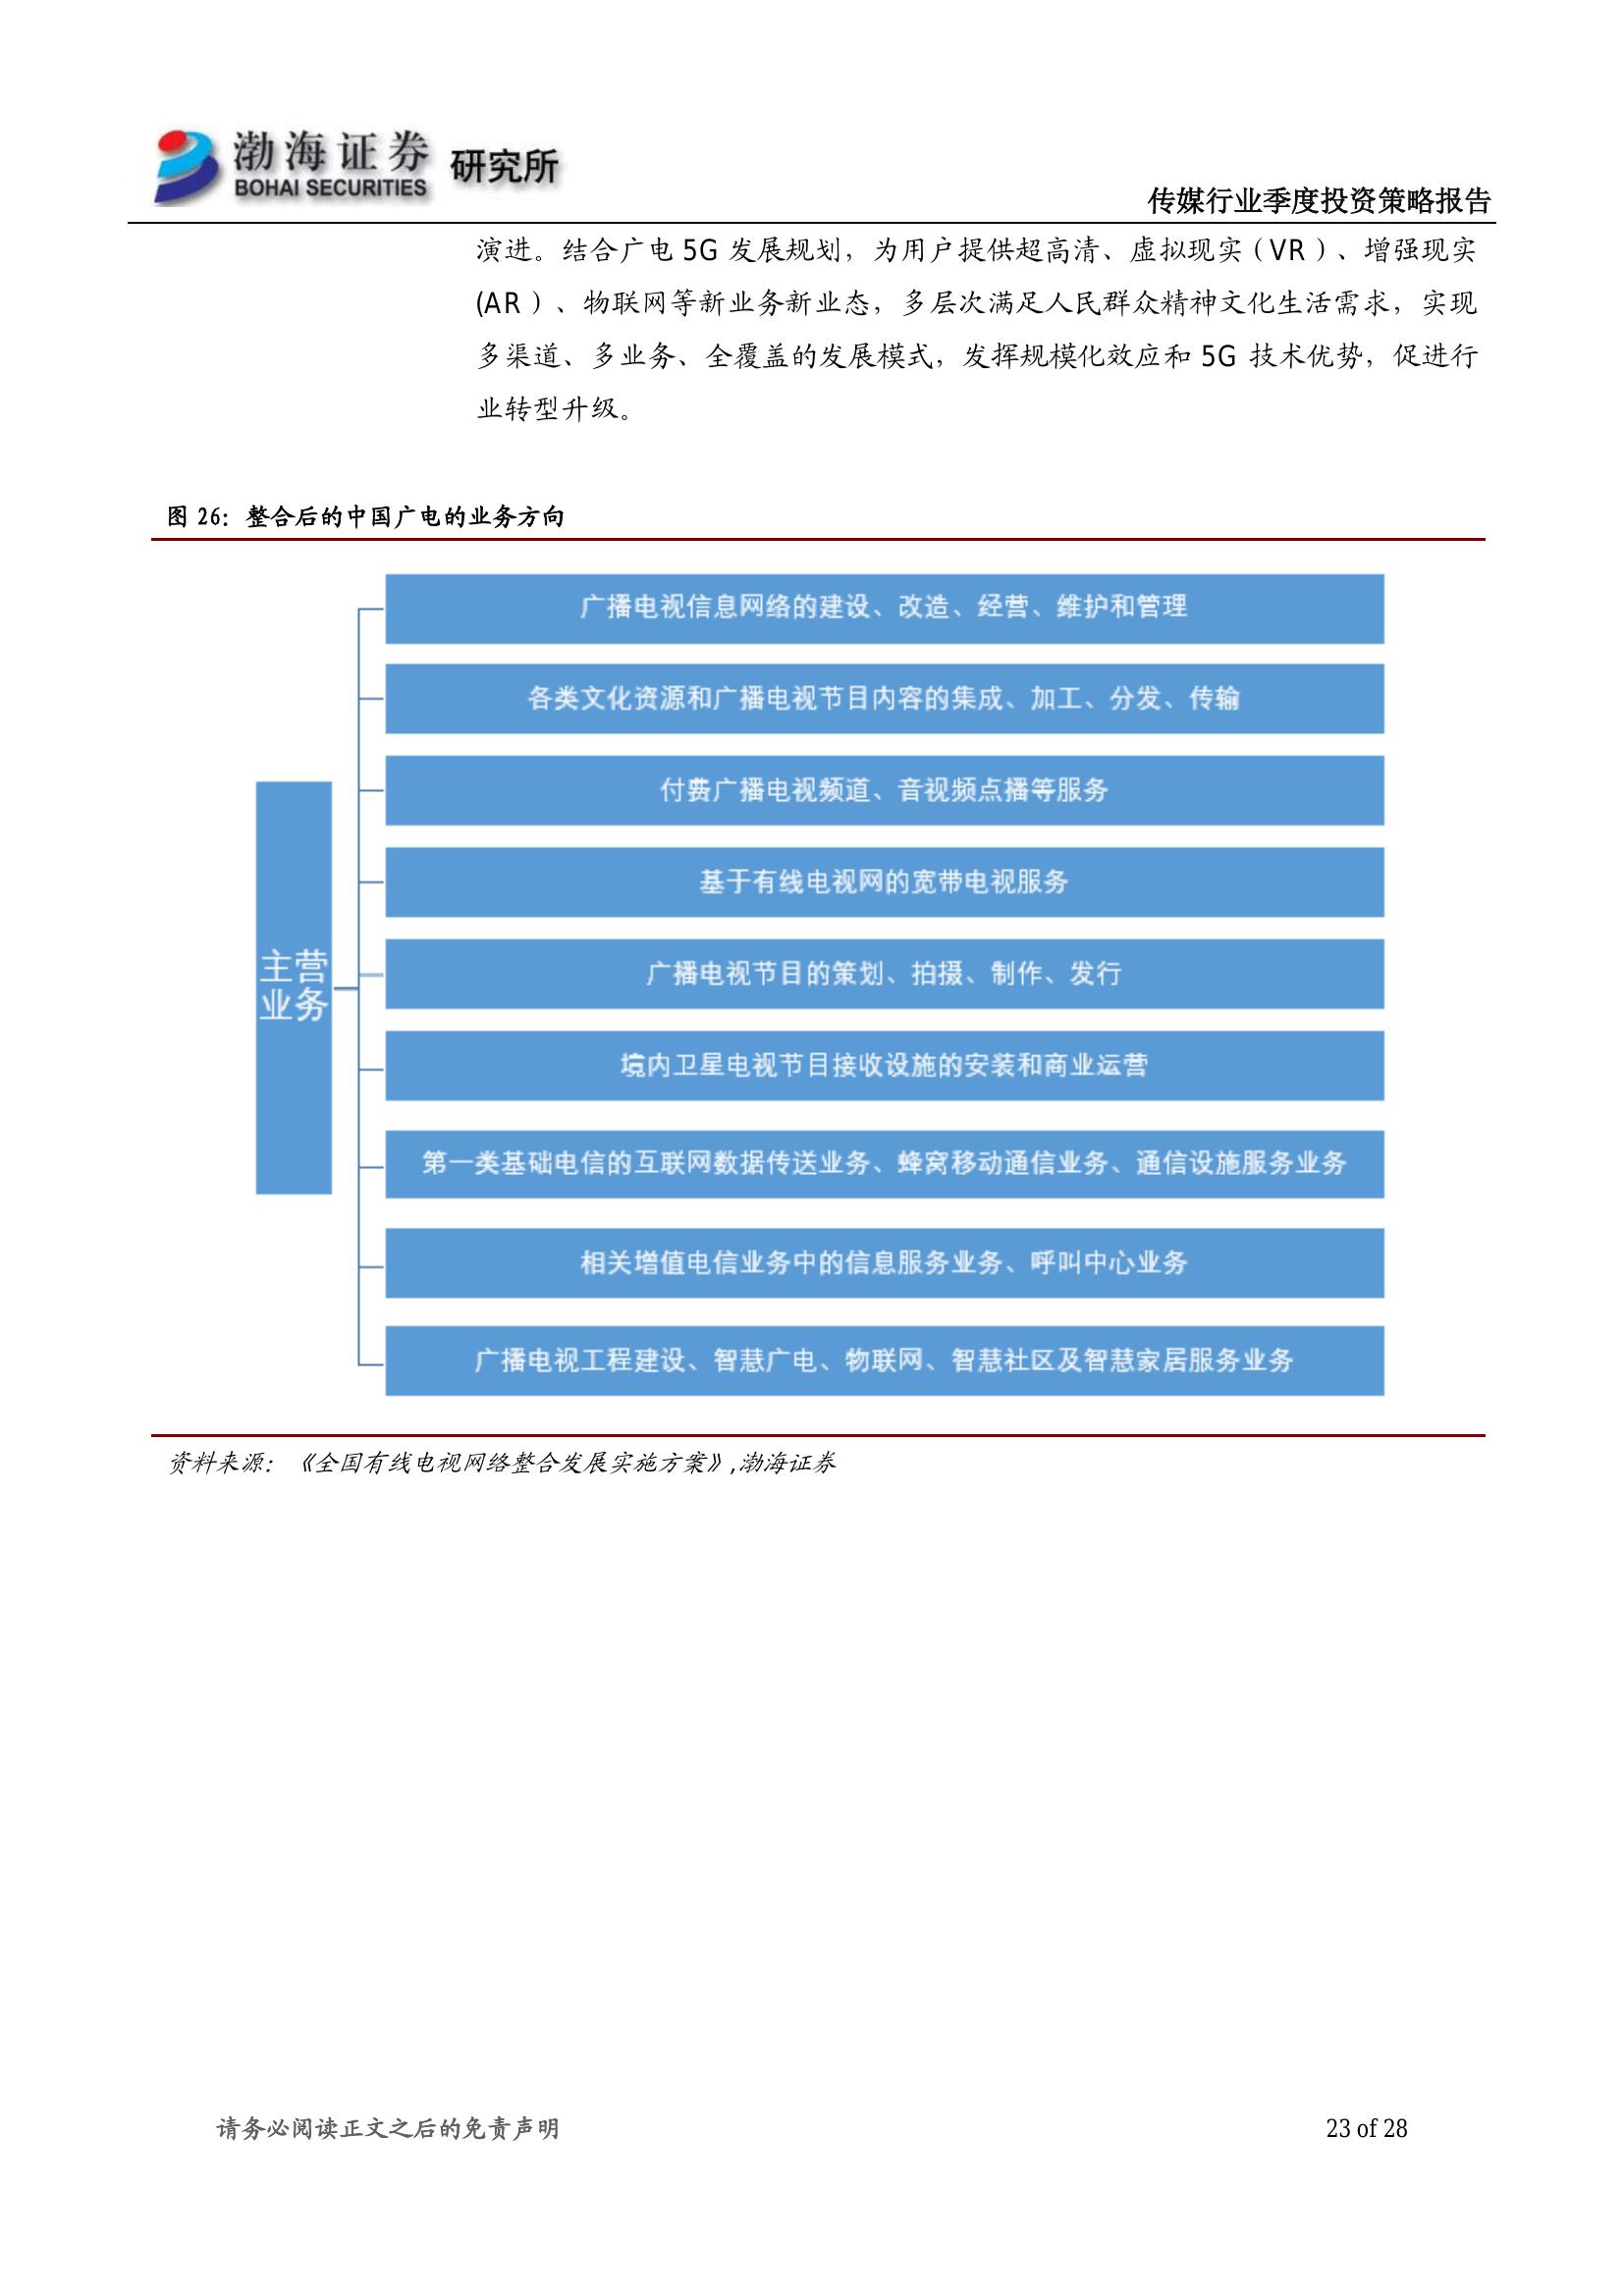 渤海证券
BOHAI SECURITIES
研究所
传媒行业季度投资策略报告
演进。结合广电 5G 发展规划，为用户提供超高清、虚拟现实（VR）、增强现实
(AR）、物联网等新业务新业态，多层次满足人民群众精神文化生活需求，实现
多渠道、多业务、全覆盖的发展模式，发挥规模化效应和 5G 技术优势，促进行
业转型升级。
图 26：整合后的中国广电的业务方向
主营
业务
广播电视信息网络的建设、改造、经营、维护和管理
各类文化资源和广播电视节目内容的集成、加工、分发、传输
付费广播电视频道、音视频点播等服务
基于有线电视网的宽带电视服务
广播电视节目的策划、拍摄、制作、发行
境内卫星电视节目接收设施的安装和商业运营
第一类基础电信的互联网数据传送业务、蜂窝移动通信业务、通信设施服务业务
相关增值电信业务中的信息服务业务、呼叫中心业务
广播电视工程建设、智慧广电、物联网、智慧社区及智慧家居服务业务
资料来源：《全国有线电视网络整合发展实施方案》,渤海证券
请务必阅读正文之后的免责声明
23 of 28